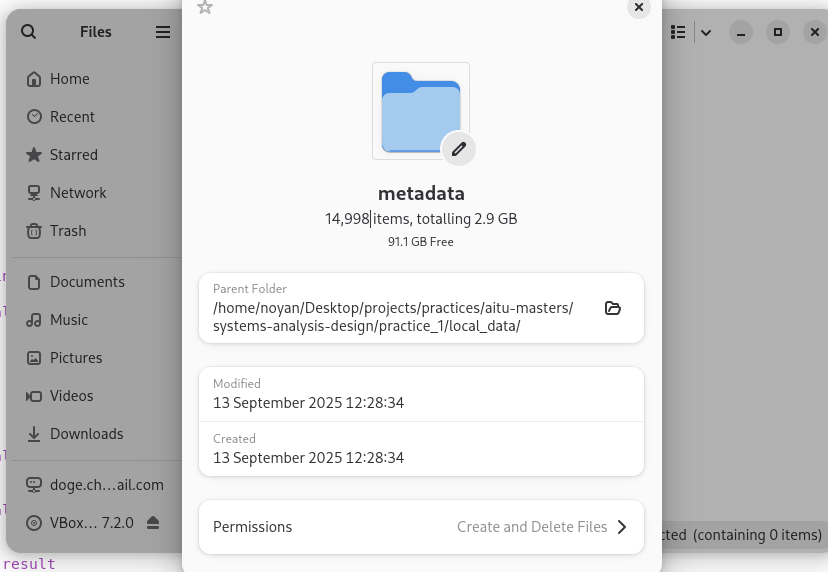 Files
Home
Recent
Starred
Network
Trash
Documents
Music
Pictures
Videos
Downloads
doge.ch...ail.com
VBox... 7.2.0
metadata
14,998 items, totalling 2.9 GB
91.1 GB Free
Parent Folder
/home/noyan/Desktop/projects/practices/aitu-masters/
systems-analysis-design/practice_1/local_data/
Modified
13 September 2025 12:28:34
Created
13 September 2025 12:28:34
Permissions
Create and Delete Files
(containing 0 items)
result